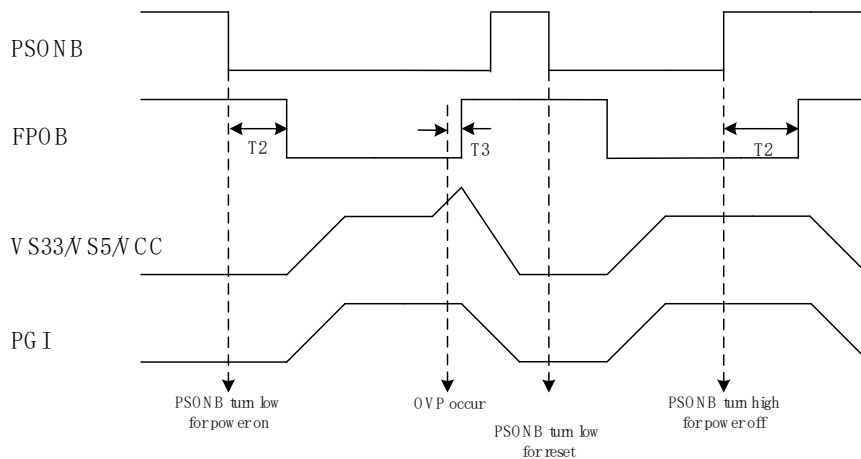 PSONB
FPOB
T2
T3
T2
VS33/VS5/VCC
PGI
PSONB turn low
for power on
OVP occur
PSONB turn low
for reset
PSONB turn high
for power off